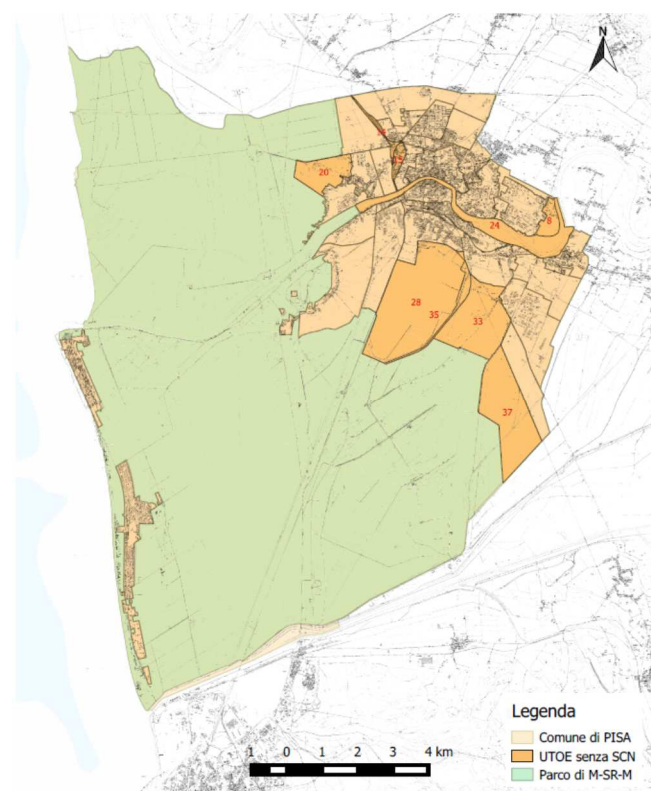 N
20
8
24
28
35
33
37
Legenda
Comune di PISA
UTOE senza SCN
Parco di M-SR-M
1 0 1 2 3 4 km